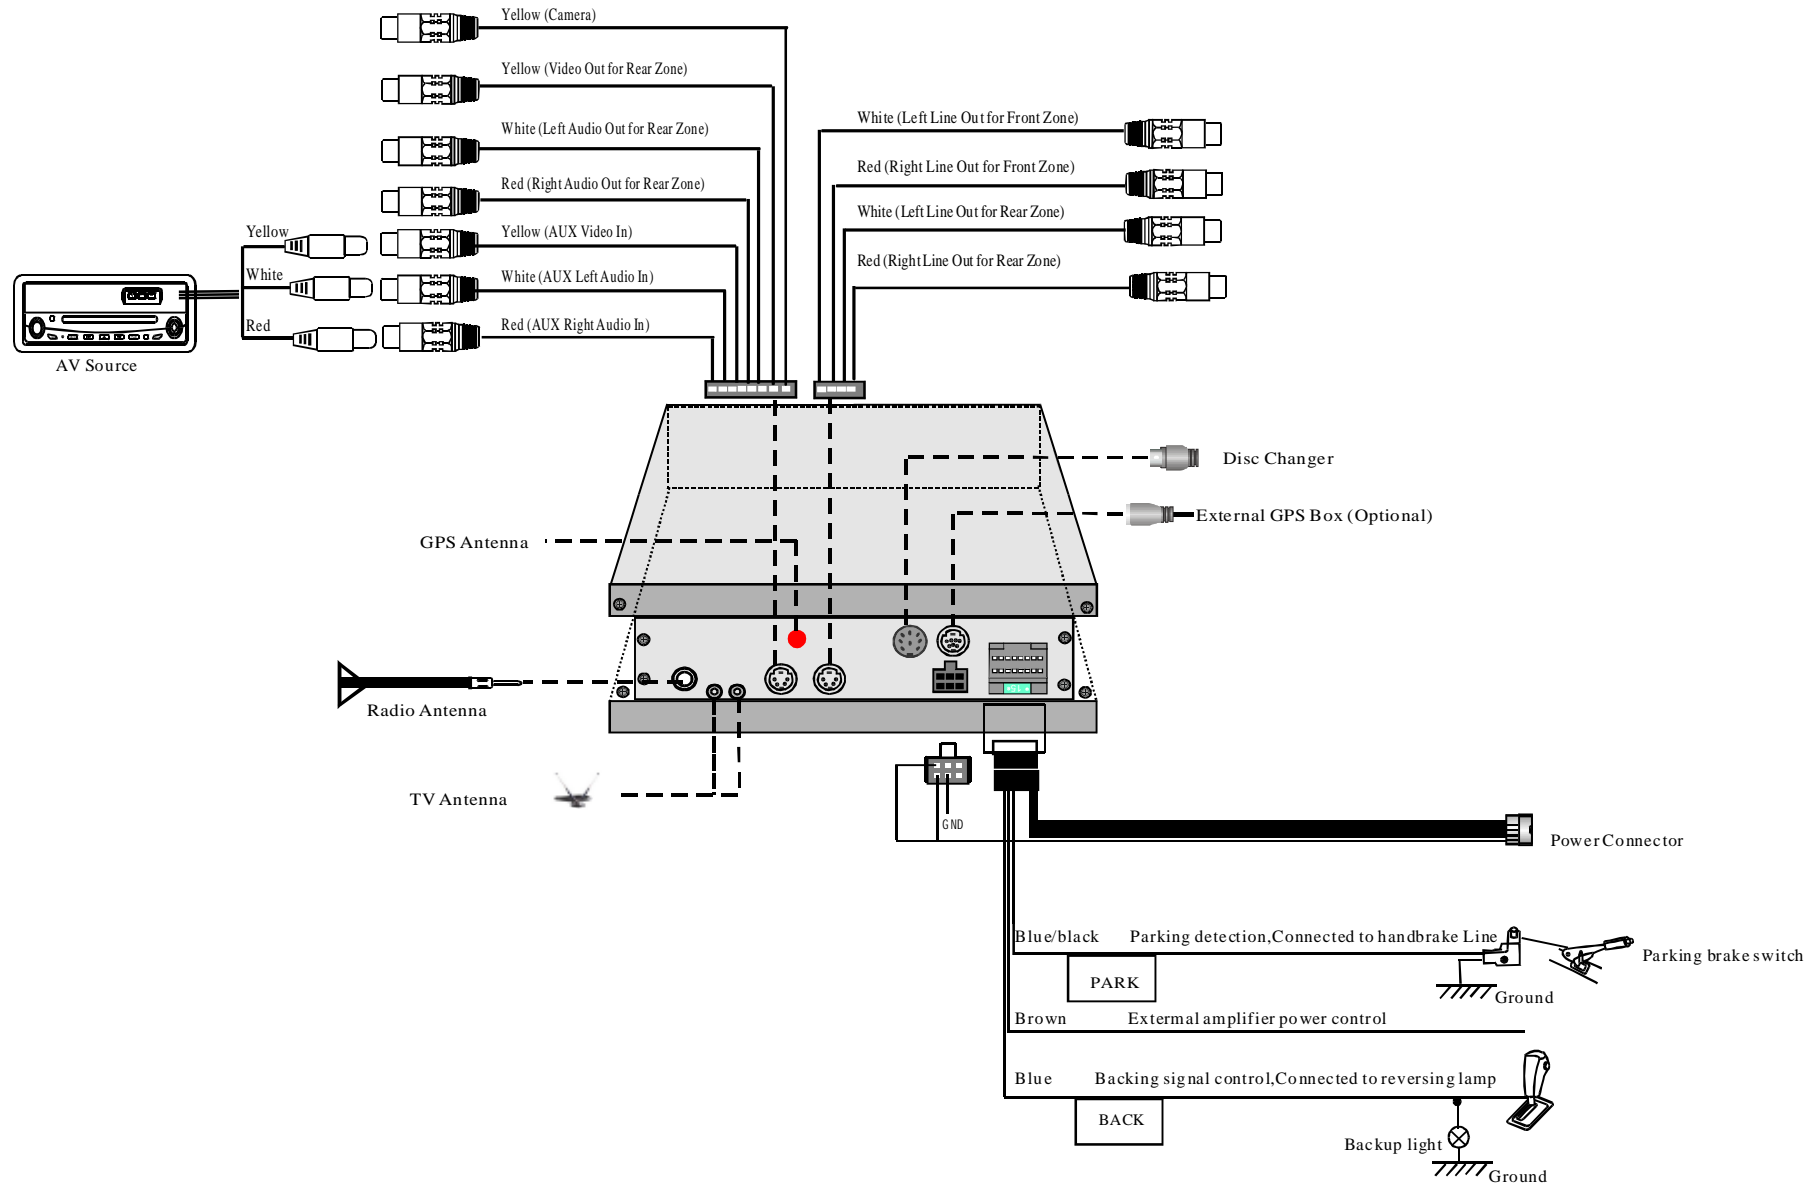 Yellow (Camera)
Yellow (Video Out for Rear Zone)
White (Left Audio Out for Rear Zone)
Red (Right Audio Out for Rear Zone)
Yellow (AUX Video In)
White (AUX Left Audio In)
Red (AUX Right Audio In)
Yellow
White
Red
AV Source
White (Left Line Out for Front Zone)
Red (Right Line Out for Front Zone)
White (Left Line Out for Rear Zone)
Red (Right Line Out for Rear Zone)
Disc Changer
External GPS Box (Optional)
GPS Antenna
Radio Antenna
TV Antenna
GND
Power Connector
Blue/black Parking detection,Connected to handbrake Line
PARK
Parking brake switch
Ground
Brown Extermal amplifier power control
Blue Backing signal control,Connected to reversing lamp
BACK
Backup light
Ground